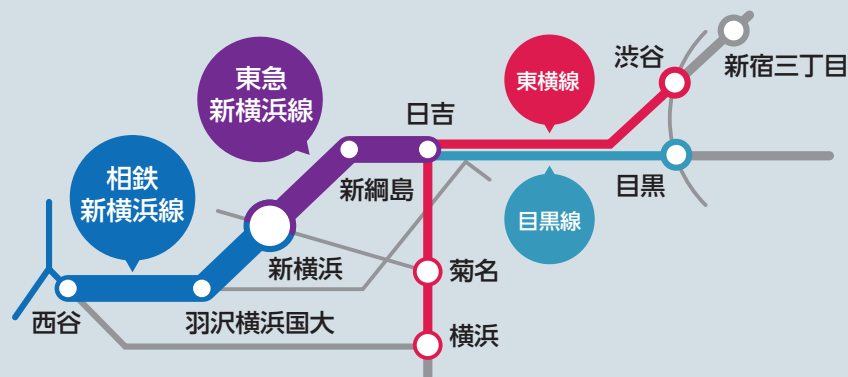 渋谷
新宿三丁目
東急
新横浜線
東横線
日吉
相鉄
新横浜線
新綱島
目黒
目黒線
新横浜
菊名
西谷
羽沢横浜国大
横浜